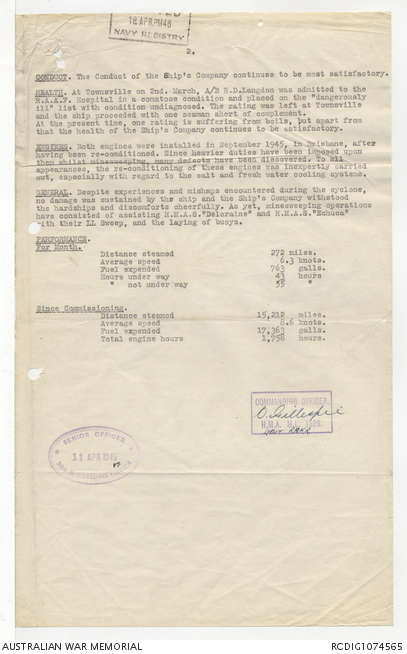 18 APR 1946
NAVY REGISTRY
2.
CONDUCT. The Conduct of the Ship's Company continues to be most satisfactory.
HEALTH. At Townsville on 2nd. March, A/B R.D.Langdon was admitted to the
R.A.A.F. Hospital in a comatose condition and placed on the "dangerously
ill" list with condition undiagnosed. The rating was left at Townsville
and the ship proceeded with one seaman short of complement.
At the present time, one rating is suffering from boils, but apart from
that the health of the Ship's Company continues to be satisfactory.
ENGINES. Both engines were installed in September 1945, in Brisbane, after
having been re-conditioned. Since heavier duties have been imposed upon
them whilst minesweeping, many defects have been discovered. To all
appearances, the re-conditioning of these engines was inexpertly carried
out, especially with regard to the salt and fresh water cooling systems.
GENERAL. Despite experiences and mishaps encountered during the cyclone,
no damage was sustained by the ship and the Ship's Company withstood
the hardships and discomforts cheerfully. As yet, minesweeping operations
have consisted of assisting H.M.A.S."Deloraine" and H.M.A.S."Echuca"
with their LL Sweep, and the laying of buoys.
PERFORMANCE.
For Month.
Distance steamed 272 miles.
Average speed 6.3 knots.
Fuel expended 763 galls.
Hours under way 43 hours
" not under way "
Since Commissioning.
Distance steamed 15,212 miles.
Average speed 8.6 knots.
Fuel expended 17,363 galls.
Total engine hours 1,758 hours.
COMMANDING OFFICER
O. Gillespie
H.M.A. M.L.
SENIOR OFFICER
11 APR 1946
AUSTRALIAN WAR MEMORIAL
RCDIG1074565